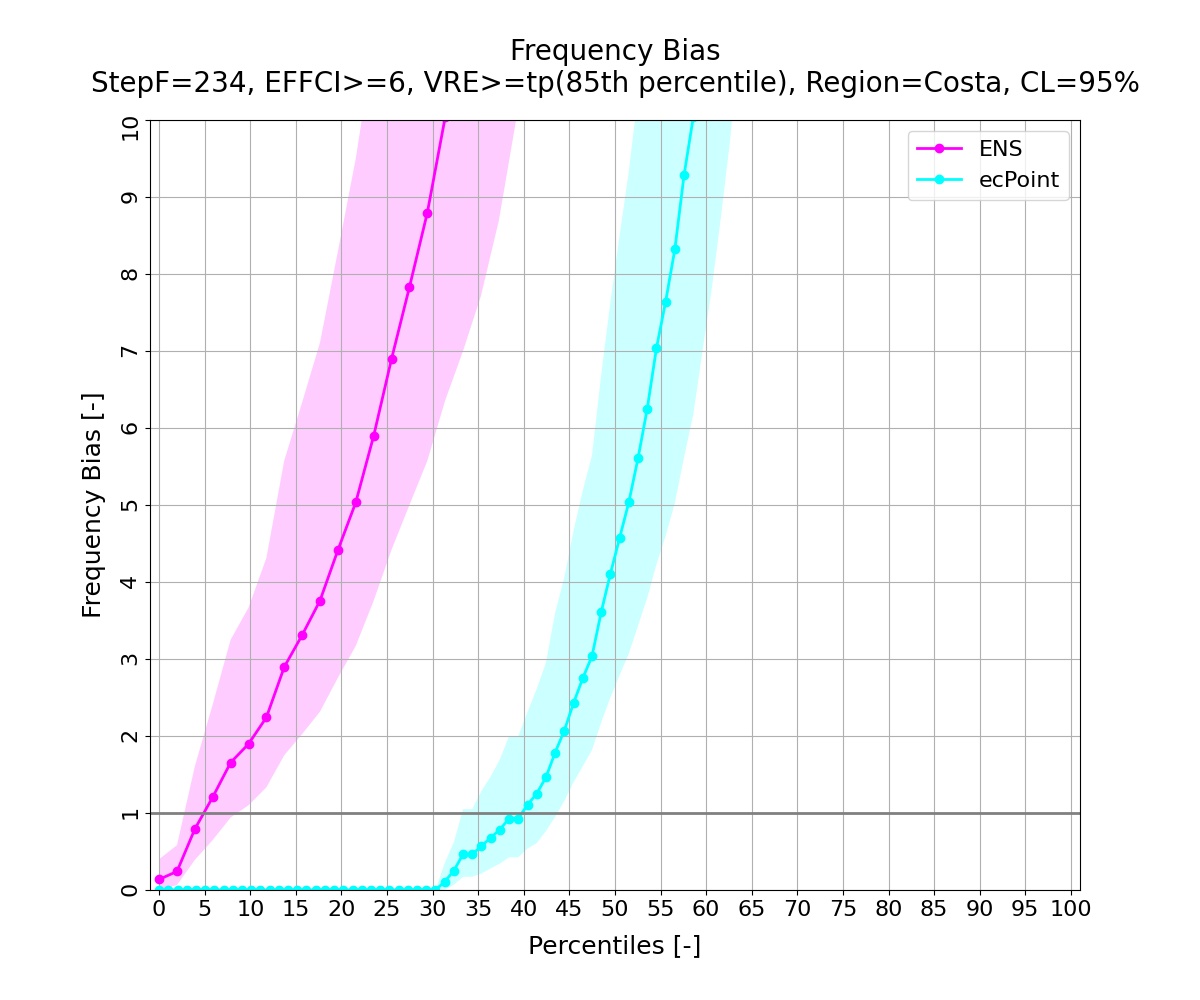 Frequency Bias
StepF=234, EFFCI>=6, VRE>=tp(85th percentile), Region=Costa, CL=95%
ENS
ecPoint
Frequency Bias [-]
10
9
8
7
6
5
4
3
2
1
0
0 5 10 15 20 25 30 35 40 45 50 55 60 65 70 75 80 85 90 95 100
Percentiles [-]